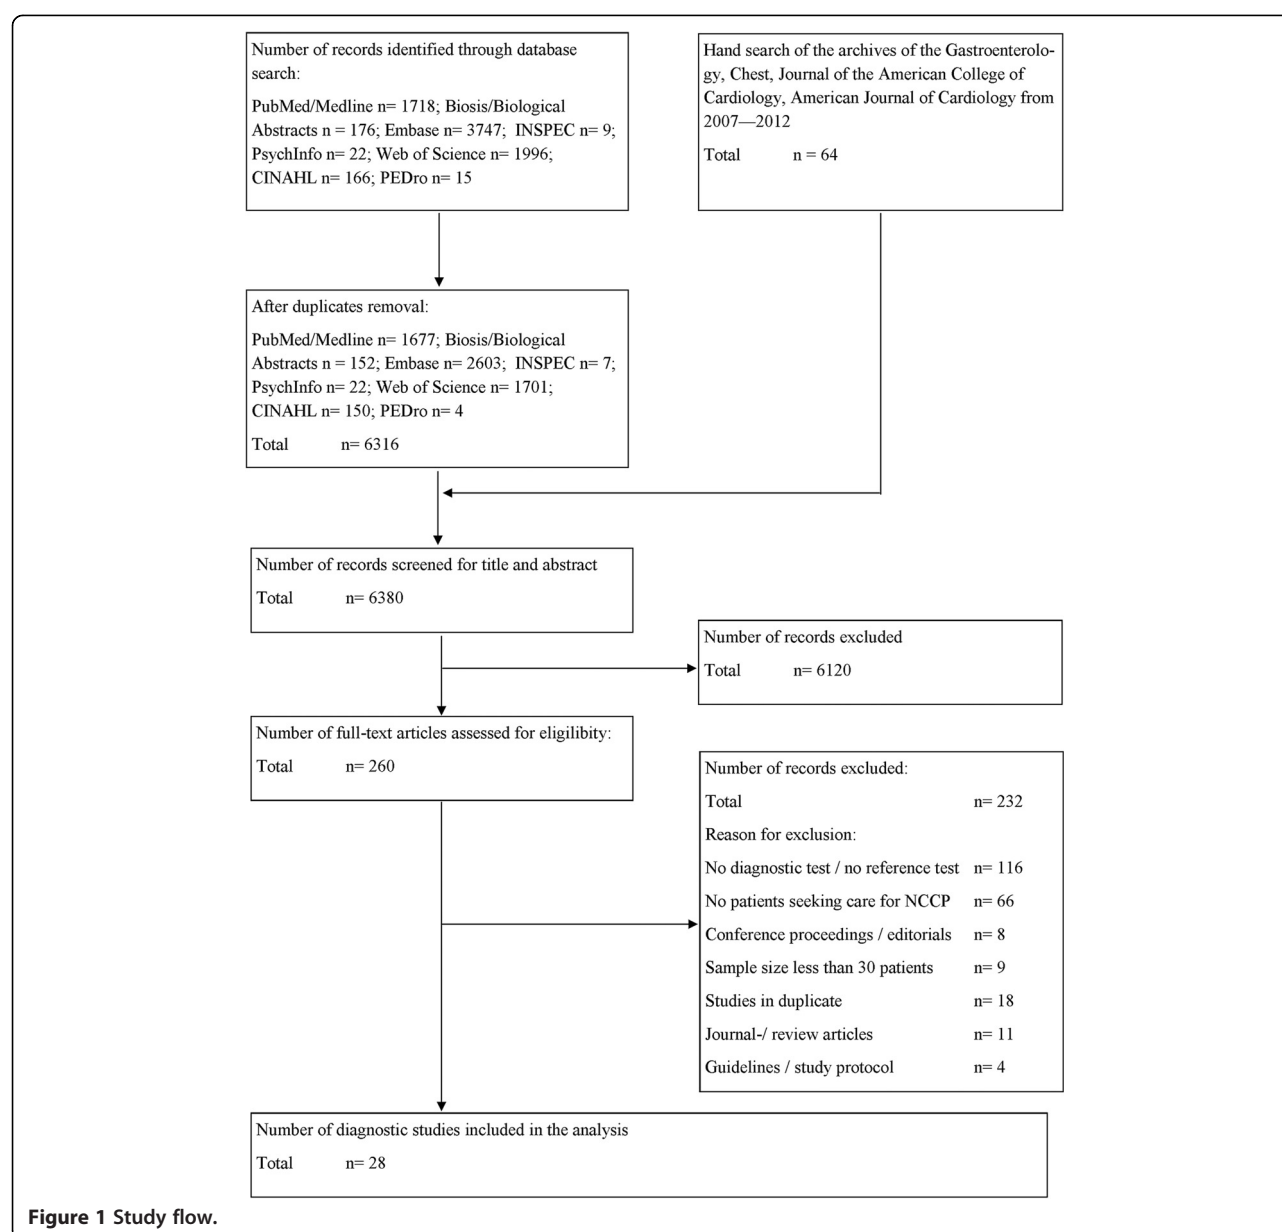 Number of records identified through database
search:
PubMed/Medline n= 1718; Biosis/Biological
Abstracts n = 176; Embase n= 3747; INSPEC n= 9;
PsychInfo n= 22; Web of Science n= 1996;
CINAHL n= 166; PEDro n= 15
Hand search of the archives of the Gastroenterolo-
gy, Chest, Journal of the American College of
Cardiology, American Journal of Cardiology from
2007—2012
Total n = 64
After duplicates removal:
PubMed/Medline n= 1677; Biosis/Biological
Abstracts n = 152; Embase n= 2603; INSPEC n= 7;
PsychInfo n= 22; Web of Science n= 1701;
CINAHL n= 150; PEDro n= 4
Total n= 6316
Number of records screened for title and abstract
Total n= 6380
Number of records excluded
Total n= 6120
Number of full-text articles assessed for eligilibity:
Total n= 260
Number of records excluded:
Total n= 232
Reason for exclusion:
No diagnostic test / no reference test n= 116
No patients seeking care for NCCP n= 66
Conference proceedings / editorials n= 8
Sample size less than 30 patients n= 9
Studies in duplicate n= 18
Journal-/ review articles n= 11
Guidelines / study protocol n= 4
Number of diagnostic studies included in the analysis
Total n= 28
Figure 1 Study flow.